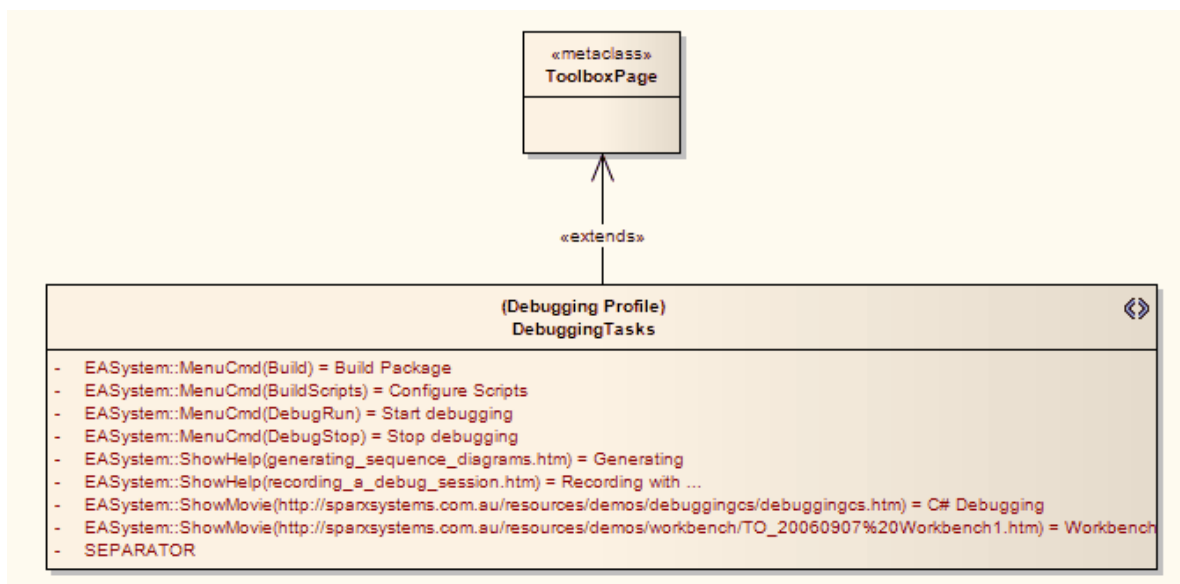 «metaclass»
ToolboxPage
«extends»
(Debugging Profile)
DebuggingTasks
- EASystem::MenuCmd(Build) = Build Package
- EASystem::MenuCmd(BuildScripts) = Configure Scripts
- EASystem::MenuCmd(DebugRun) = Start debugging
- EASystem::MenuCmd(DebugStop) = Stop debugging
- EASystem::ShowHelp(generating_sequence_diagrams.htm) = Generating
- EASystem::ShowHelp(recording_a_debug_session.htm) = Recording with ...
- EASystem::ShowMovie(http://sparxsystems.com.au/resources/demos/debuggingcs/debuggingcs.htm) = C# Debugging
- EASystem::ShowMovie(http://sparxsystems.com.au/resources/demos/workbench/TO_20060907%20Workbench1.htm) = Workbench
- SEPARATOR